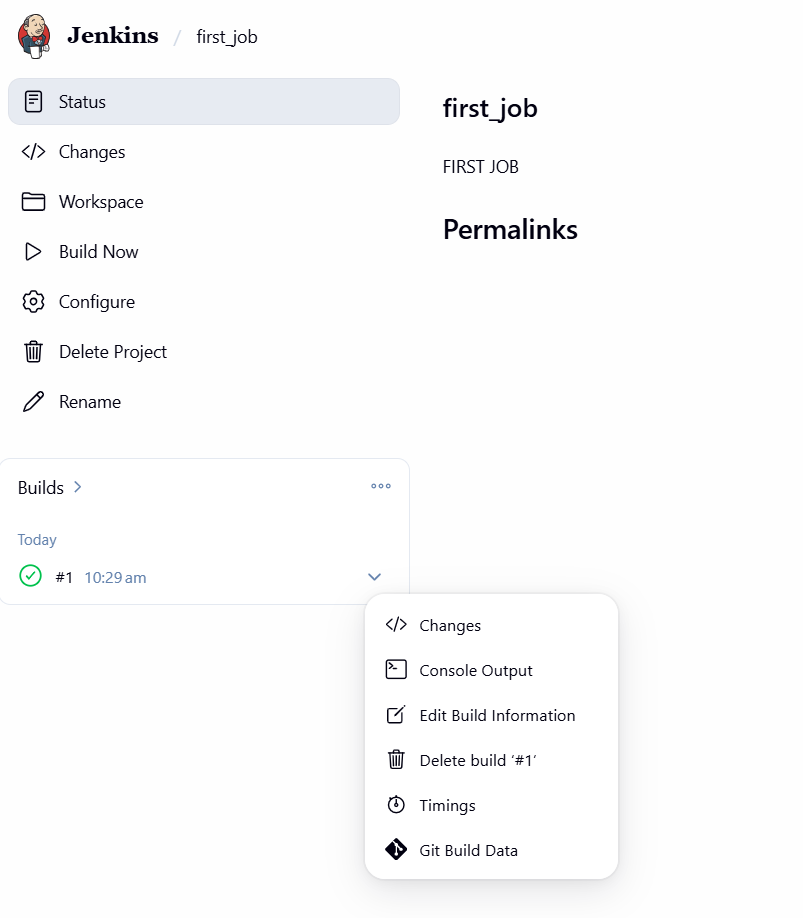 Jenkins / first_job
Status
Changes
Workspace
Build Now
Configure
Delete Project
Rename
first_job
FIRST JOB
Permalinks
Builds
Today
#1 10:29 am
Changes
Console Output
Edit Build Information
Delete build ‘#1’
Timings
Git Build Data